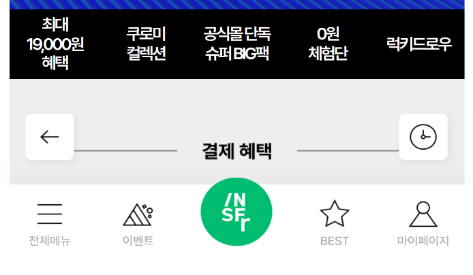 최대
19,000원
혜택
쿠로미
컬렉션
공식몰 단독
슈퍼 BIG팩
0원
체험단
럭키드로우
결제 혜택
/N
SF
r
전체메뉴
이벤트
BEST
마이페이지